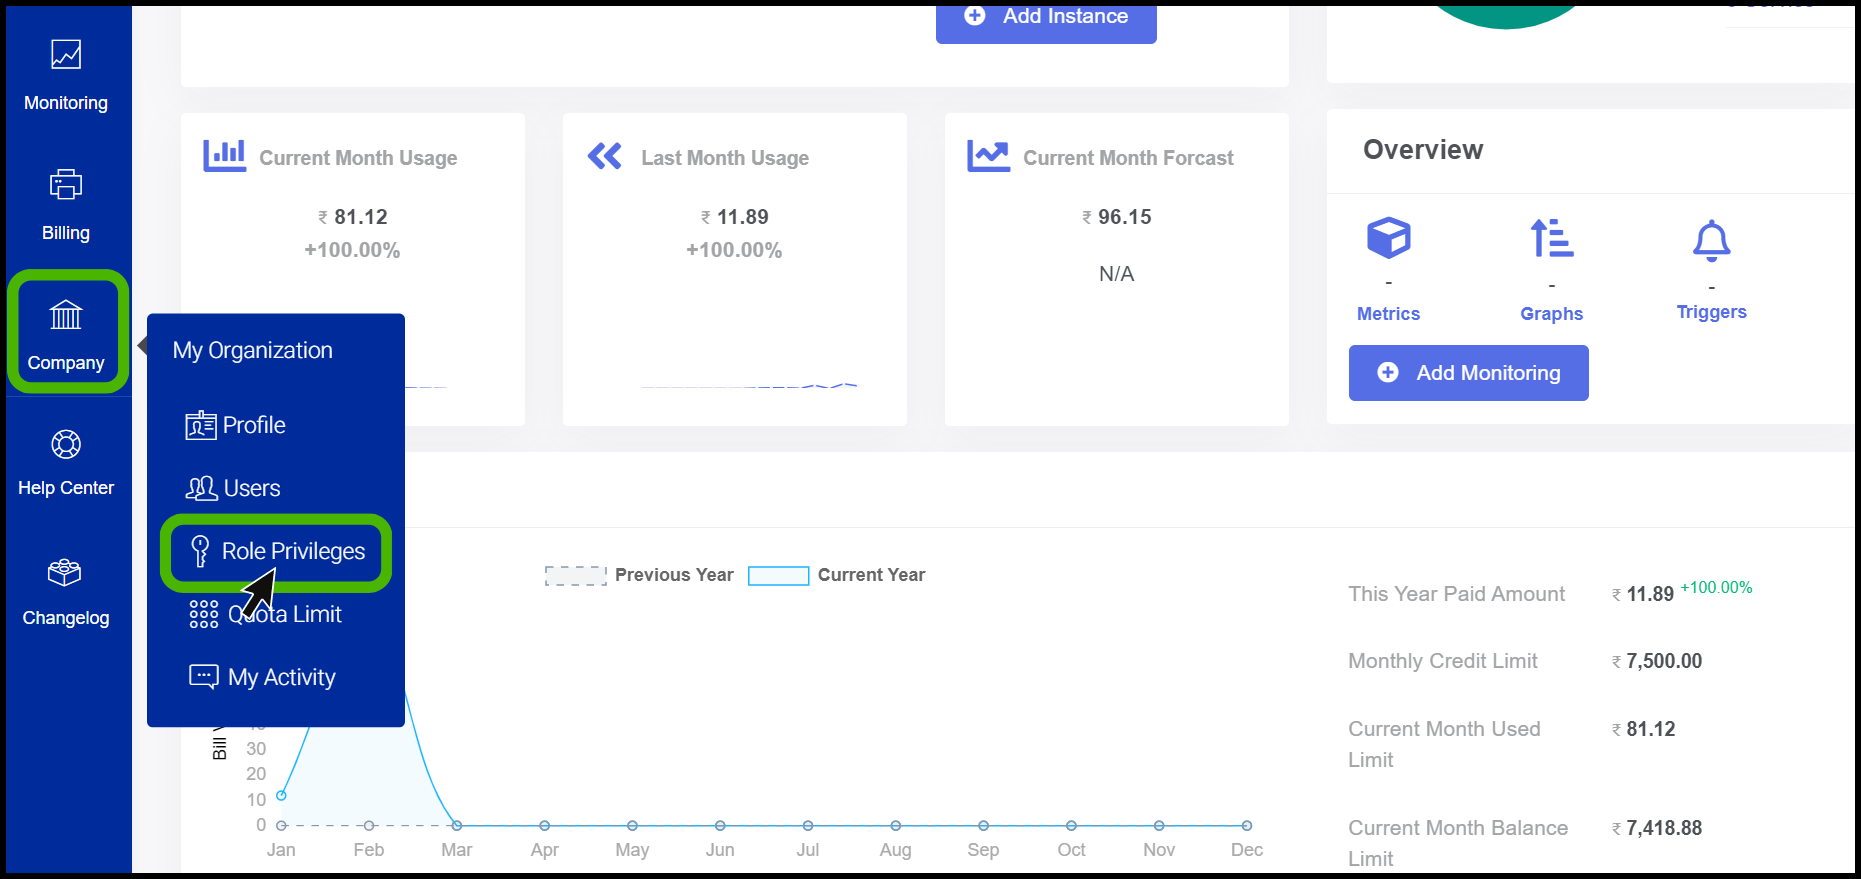 Add Instance
Monitoring
Billing
Company
Help Center
Changelog
My Organization
Profile
Users
Role Privileges
Quota Limit
My Activity
Current Month Usage
₹ 81.12
+100.00%
Last Month Usage
₹ 11.89
+100.00%
Current Month Forcast
₹ 96.15
N/A
Overview
-
-
-
Metrics
Graphs
Triggers
Add Monitoring
Previous Year
Current Year
Bill
30
20
10
0
Jan
Feb
Mar
Apr
May
Jun
Jul
Aug
Sep
Oct
Nov
Dec
This Year Paid Amount
₹ 11.89 +100.00%
Monthly Credit Limit
₹ 7,500.00
Current Month Used
Limit
₹ 81.12
Current Month Balance
Limit
₹ 7,418.88